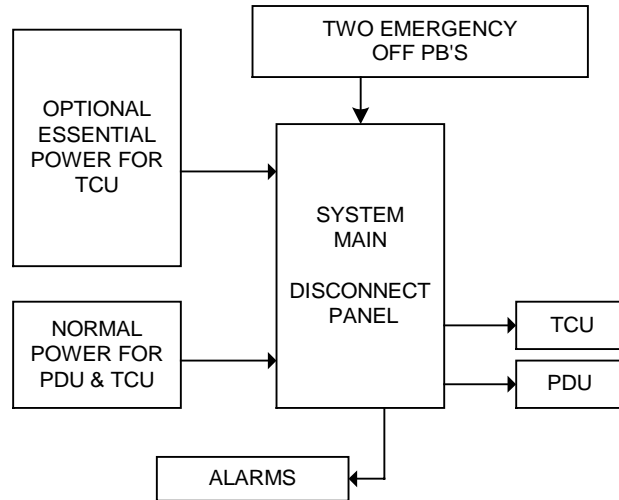 TWO EMERGENCY
OFF PB'S
OPTIONAL
ESSENTIAL
POWER FOR
TCU
SYSTEM
MAIN
DISCONNECT
PANEL
NORMAL
POWER FOR
PDU & TCU
TCU
PDU
ALARMS